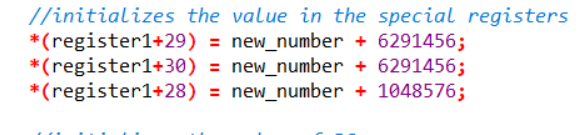 //initializes the value in the special registers
*(register1+29) = new_number + 6291456;
*(register1+30) = new_number + 6291456;
*(register1+28) = new_number + 1048576;